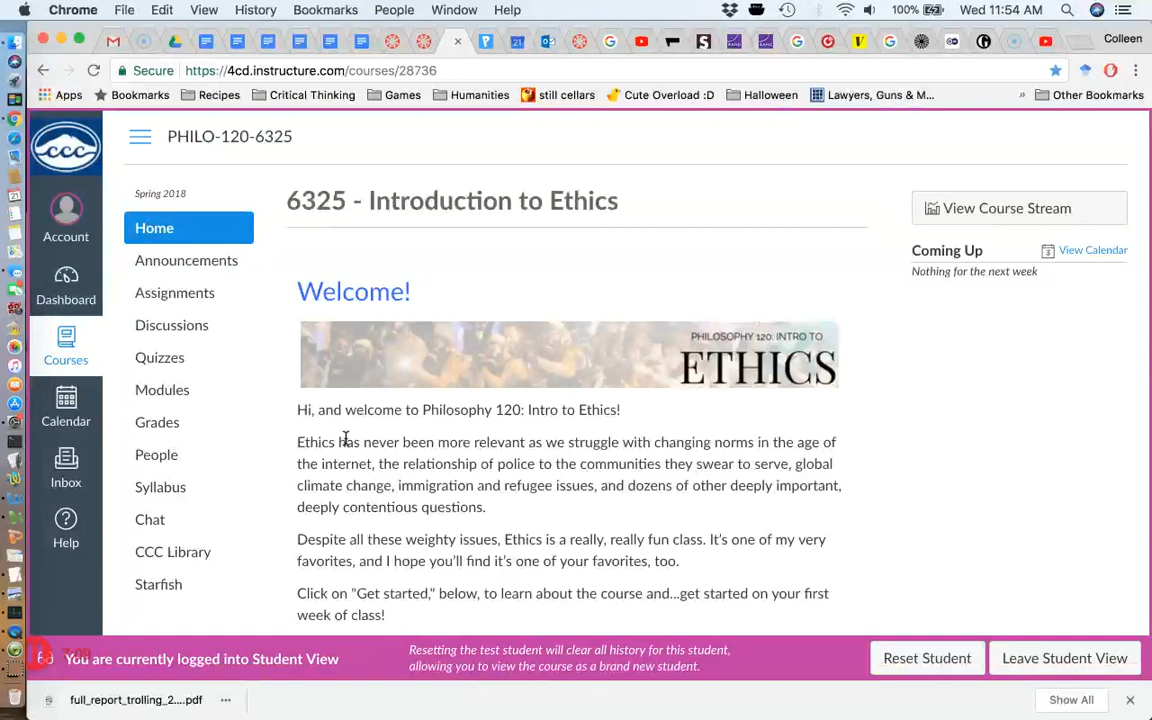 Chrome File Edit View History Bookmarks People Window Help 100% Wed 11:54 AM
Colleen
Secure https://4cd.instructure.com/courses/28736
Apps Bookmarks Recipes Critical Thinking Games Humanities still cellars Cute Overload :D Halloween Lawyers, Guns & M... » Other Bookmarks
CCC
PHILO-120-6325
Account
Dashboard
Courses
Calendar
Inbox
Help
Spring 2018
Home
Announcements
Assignments
Discussions
Quizzes
Modules
Grades
People
Syllabus
Chat
CCC Library
Starfish
6325 - Introduction to Ethics
Welcome!
PHILOSOPHY 120: INTRO TO
ETHICS
Hi, and welcome to Philosophy 120: Intro to Ethics!
Ethics has never been more relevant as we struggle with changing norms in the age of
the internet, the relationship of police to the communities they swear to serve, global
climate change, immigration and refugee issues, and dozens of other deeply important,
deeply contentious questions.
Despite all these weighty issues, Ethics is a really, really fun class. It's one of my very
favorites, and I hope you'll find it's one of your favorites, too.
Click on "Get started," below, to learn about the course and...get started on your first
week of class!
View Course Stream
Coming Up View Calendar
Nothing for the next week
You are currently logged into Student View
Resetting the test student will clear all history for this student,
allowing you to view the course as a brand new student.
Reset Student
Leave Student View
full_report_trolling_2....pdf
Show All